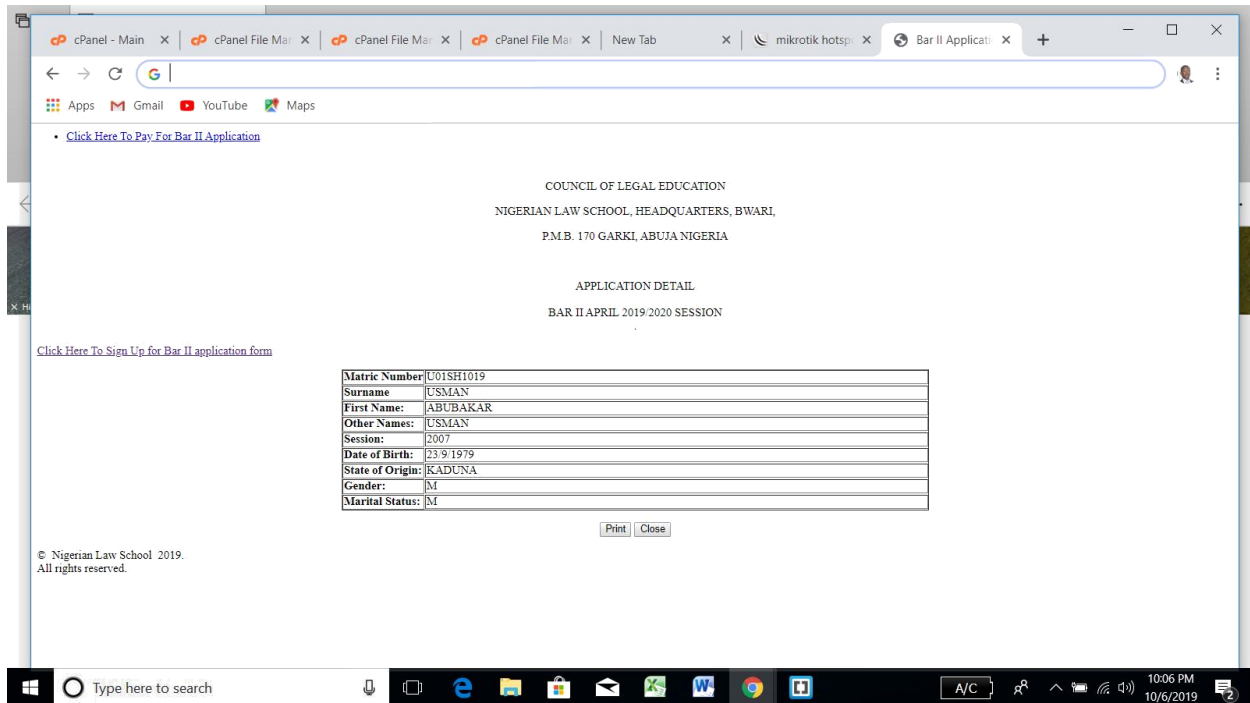 cPanel - Main
cPanel File Mar
cPanel File Mar
cPanel File Mar
New Tab
mikrotik hotsp
Bar II Applicati
Apps
Gmail
YouTube
Maps
Click Here To Pay For Bar II Application
COUNCIL OF LEGAL EDUCATION
NIGERIAN LAW SCHOOL, HEADQUARTERS, BWARI,
P.M.B. 170 GARKI, ABUJA NIGERIA
APPLICATION DETAIL
BAR II APRIL 2019/2020 SESSION
.
Click Here To Sign Up for Bar II application form
Matric Number U01SH1019
Surname USMAN
First Name: ABUBAKAR
Other Names: USMAN
Session: 2007
Date of Birth: 23/9/1979
State of Origin: KADUNA
Gender: M
Marital Status: M
Print Close
© Nigerian Law School 2019.
All rights reserved.
Type here to search
A/C
10:06 PM
10/6/2019
2